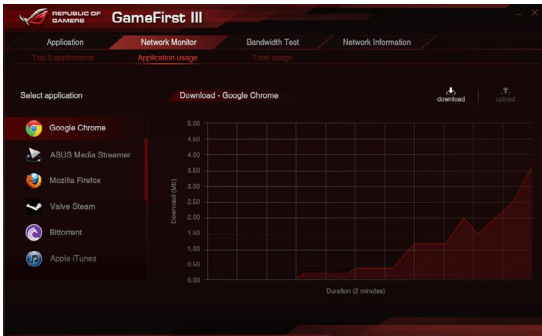 REPUBLIC OF
GAMERS
GameFirst III
Application
Network Monitor
Bandwidth Test
Network Information
Top 5 applications
Application usage
Total usage
Select application
Download - Google Chrome
download
upload
Google Chrome
ASUS Media Streamer
Mozilla Firefox
Valve Steam
Bittorrent
Apple iTunes
Download (MB)
5.00
4.50
4.00
3.50
3.00
2.50
2.00
1.50
1.00
0.50
0.00
Duration (2 minutes)